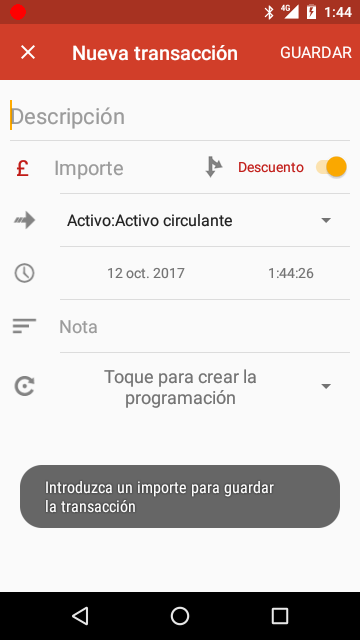 4G 1:44
Nueva transacción GUARDAR
Descripción
£ Importe Descuento
Activo:Activo circulante
12 oct. 2017 1:44:26
Nota
Toque para crear la
programación
Introduzca un importe para guardar
la transacción